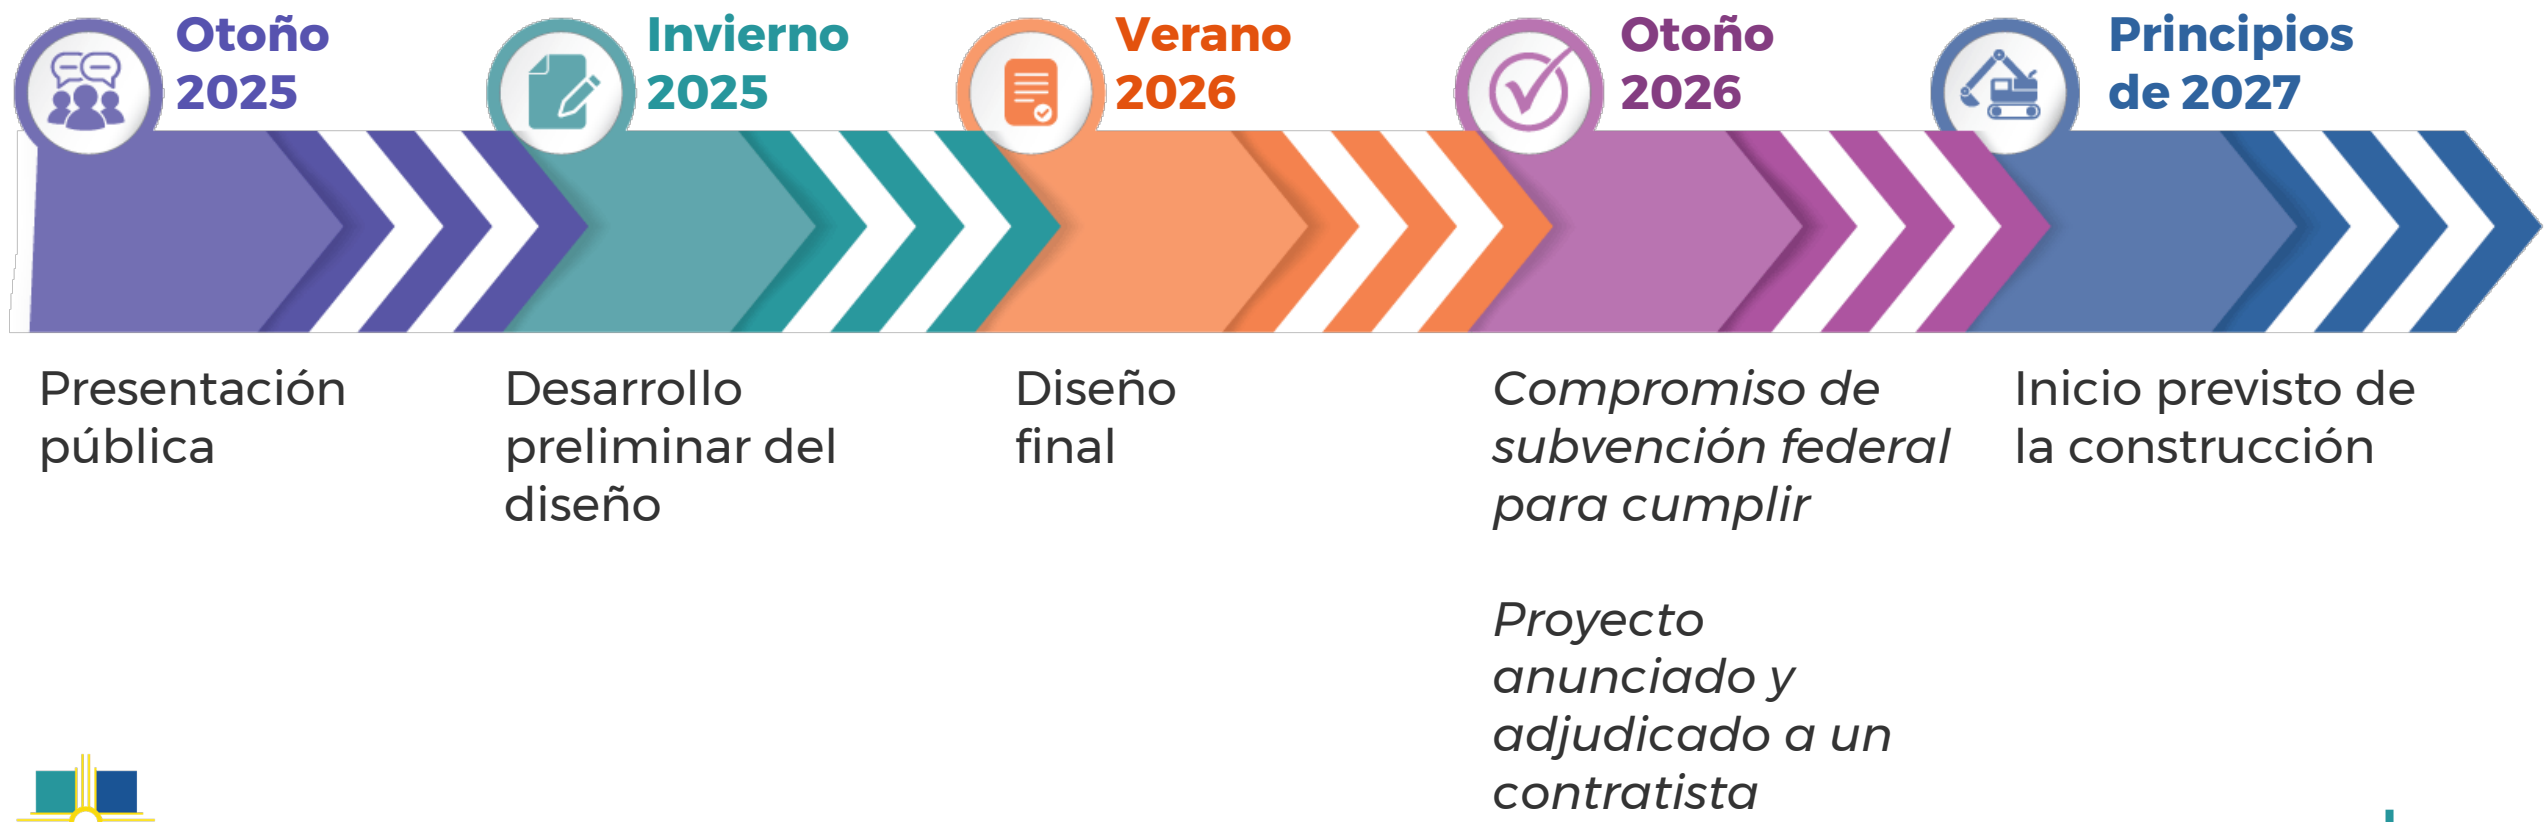 Otoño
2025
Invierno
2025
Verano
2026
Otoño
2026
Principios
de 2027
Presentación
pública
Desarrollo
preliminar del
diseño
Diseño
final
Compromiso de
subvención federal
para cumplir
Proyecto
anunciado y
adjudicado a un
contratista
Inicio previsto de
la construcción